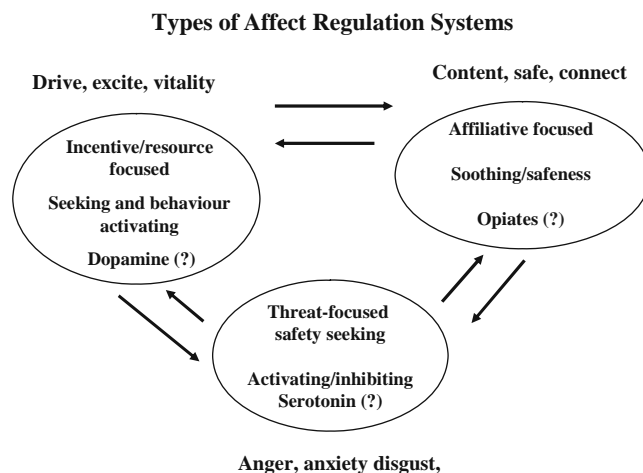 Types of Affect Regulation Systems
Drive, excite, vitality
Content, safe, connect
Incentive/resource
focused
Seeking and behaviour
activating
Dopamine (?)
Affiliative focused
Soothing/safeness
Opiates (?)
Threat-focused
safety seeking
Activating/inhibiting
Serotonin (?)
Anger, anxiety disgust,